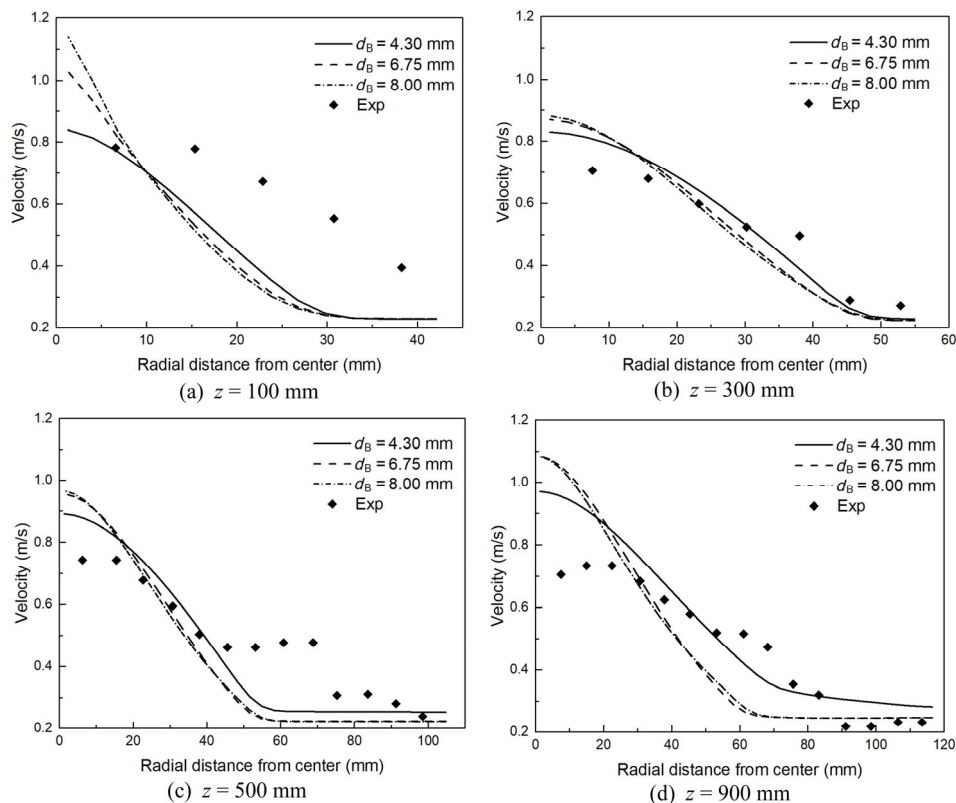 1.2
1.0
0.8
0.6
0.4
0.2
Velocity (m/s)
d_B = 4.30 mm
d_B = 6.75 mm
d_B = 8.00 mm
Exp
0 10 20 30 40
Radial distance from center (mm)
(a) z = 100 mm
1.2
1.0
0.8
0.6
0.4
0.2
Velocity (m/s)
d_B = 4.30 mm
d_B = 6.75 mm
d_B = 8.00 mm
Exp
0 10 20 30 40 50 60
Radial distance from center (mm)
(b) z = 300 mm
1.2
1.0
0.8
0.6
0.4
0.2
Velocity (m/s)
d_B = 4.30 mm
d_B = 6.75 mm
d_B = 8.00 mm
Exp
0 20 40 60 80 100
Radial distance from center (mm)
(c) z = 500 mm
1.2
1.0
0.8
0.6
0.4
0.2
Velocity (m/s)
d_B = 4.30 mm
d_B = 6.75 mm
d_B = 8.00 mm
Exp
0 20 40 60 80 100 120
Radial distance from center (mm)
(d) z = 900 mm